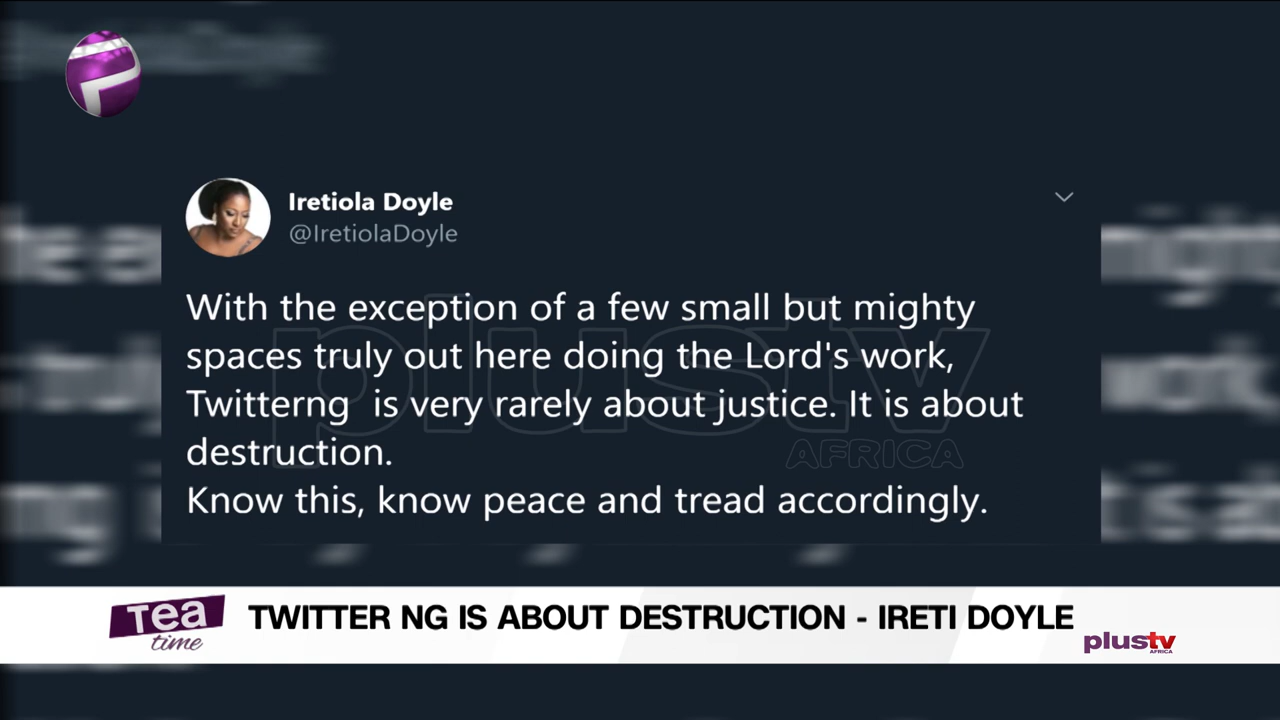 Iretiola Doyle
@IretiolaDoyle
With the exception of a few small but mighty
spaces truly out here doing the Lord's work,
Twitterng is very rarely about justice. It is about
destruction.
Know this, know peace and tread accordingly.
plustv
AFRICA
Tea
time
TWITTER NG IS ABOUT DESTRUCTION - IRETI DOYLE
plustv
AFRICA